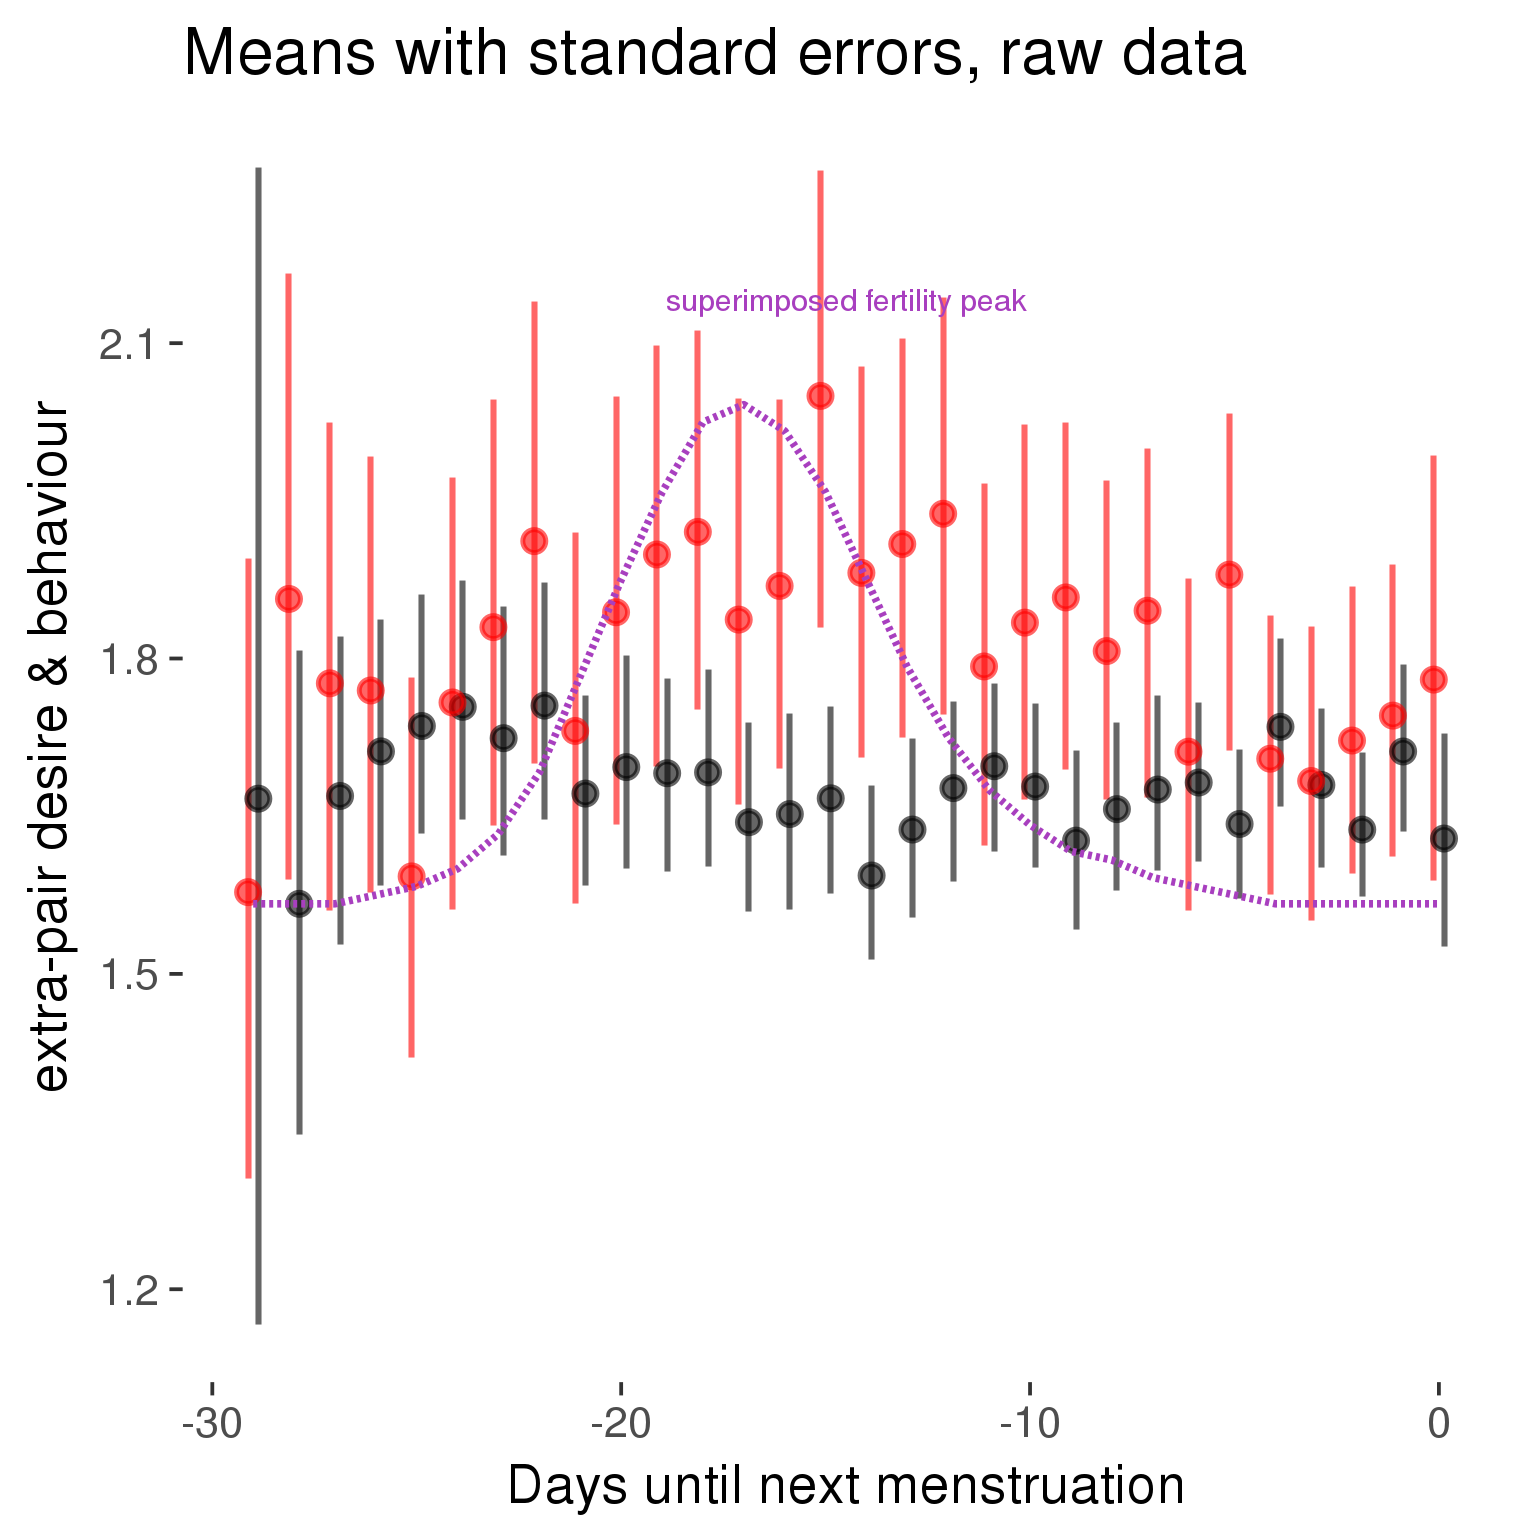 Means with standard errors, raw data
superimposed fertility peak
extra-pair desire & behaviour
2.1
1.8
1.5
1.2
-30
-20
-10
0
Days until next menstruation